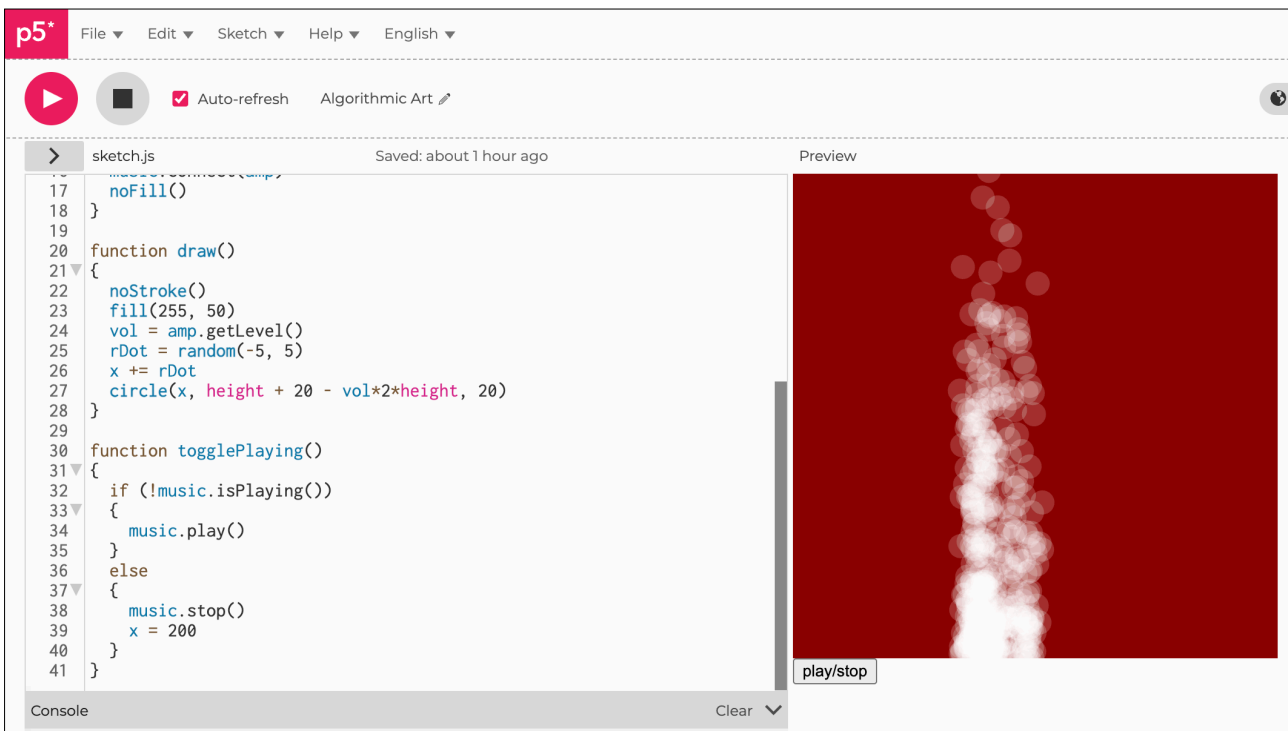 p5*
File Edit Sketch Help English
Auto-refresh Algorithmic Art
sketch.js Saved: about 1 hour ago Preview
16 music.connect(amp)
17 noFill()
18 }
19
20 function draw()
21 {
22 noStroke()
23 fill(255, 50)
24 vol = amp.getLevel()
25 rDot = random(-5, 5)
26 x += rDot
27 circle(x, height + 20 - vol*2*height, 20)
28 }
29
30 function togglePlaying()
31 {
32 if (!music.isPlaying())
33 {
34 music.play()
35 }
36 else
37 {
38 music.stop()
39 x = 200
40 }
41 }
play/stop
Console Clear